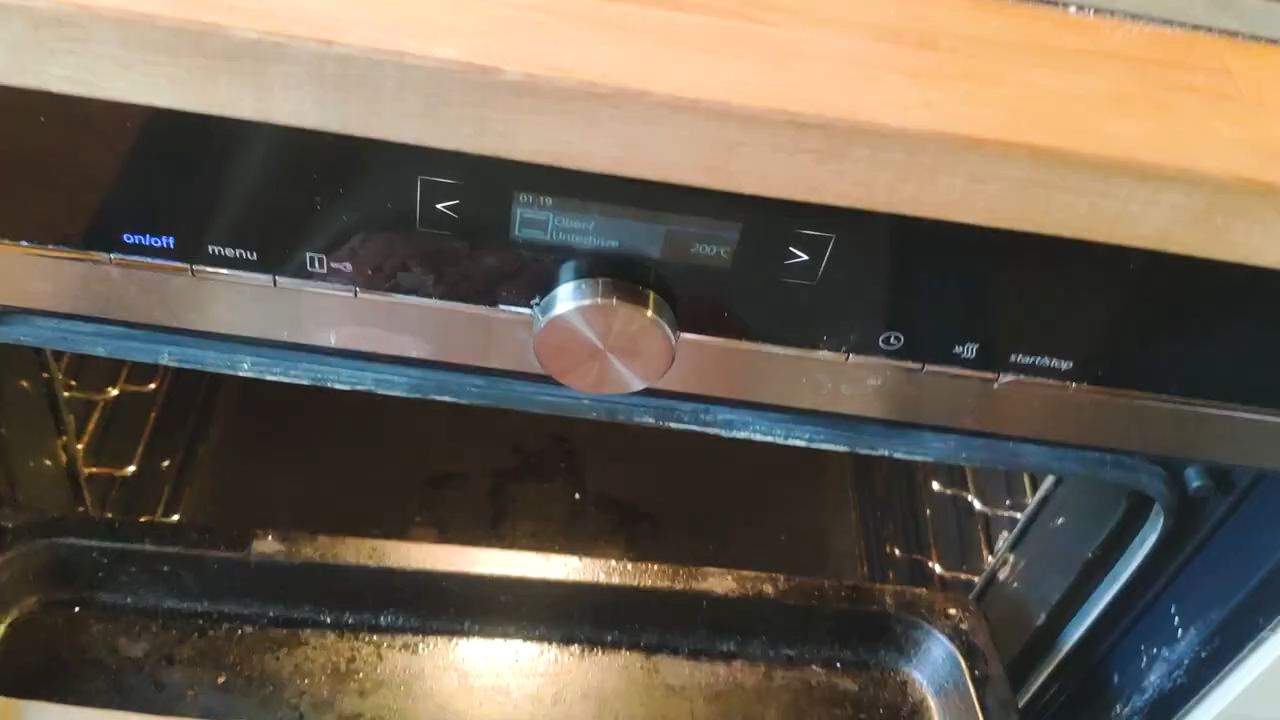 01:19
Ober-/
Unterhitze
200°C
<
>
on/off
menu
start/stop